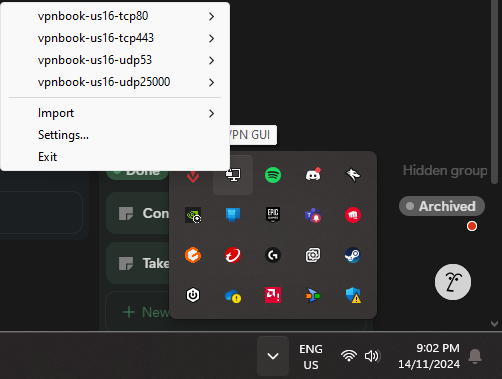 vpnbook-us16-tcp80
vpnbook-us16-tcp443
vpnbook-us16-udp53
vpnbook-us16-udp25000
Import
Settings...
Exit
VPN GUI
Hidden group
Done
Archived
Con
Take
+ New
EPIC
GAMES
ENG
US
9:02 PM
14/11/2024